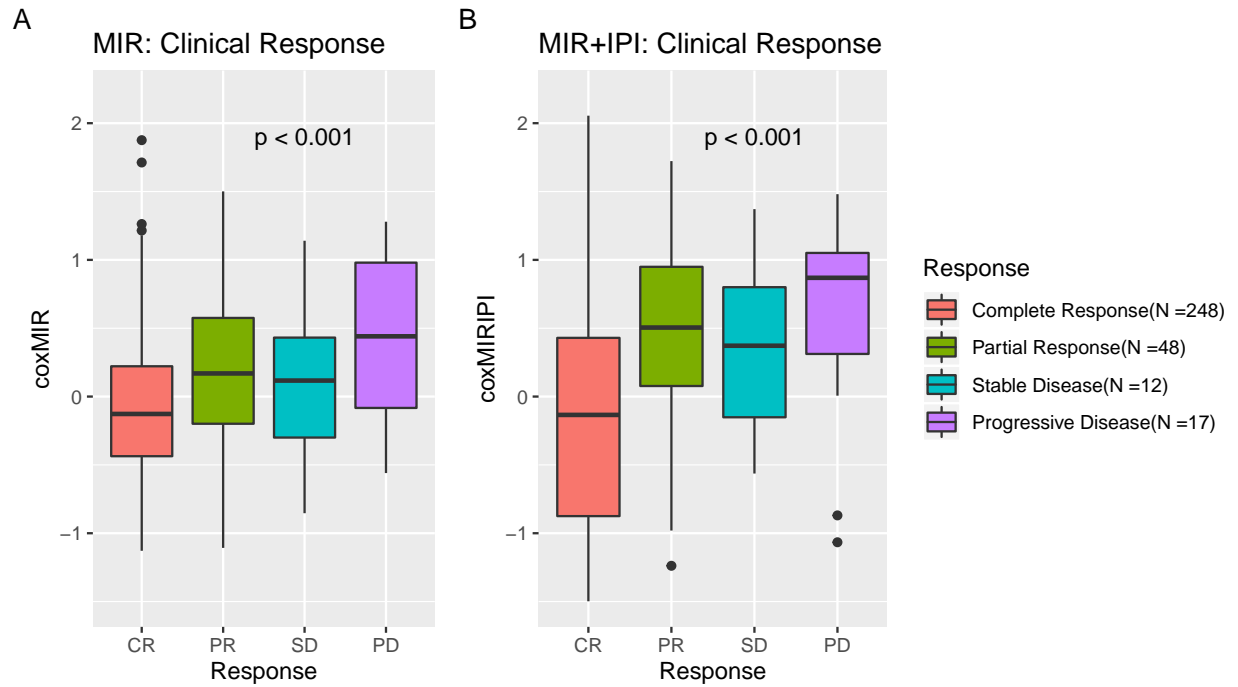 A
MIR: Clinical Response
coxMIR
2
1
0
−1
p < 0.001
CR PR SD PD
Response
B
MIR+IPI: Clinical Response
coxMIRIPI
2
1
0
−1
p < 0.001
CR PR SD PD
Response
Response
Complete Response(N =248)
Partial Response(N =48)
Stable Disease(N =12)
Progressive Disease(N =17)